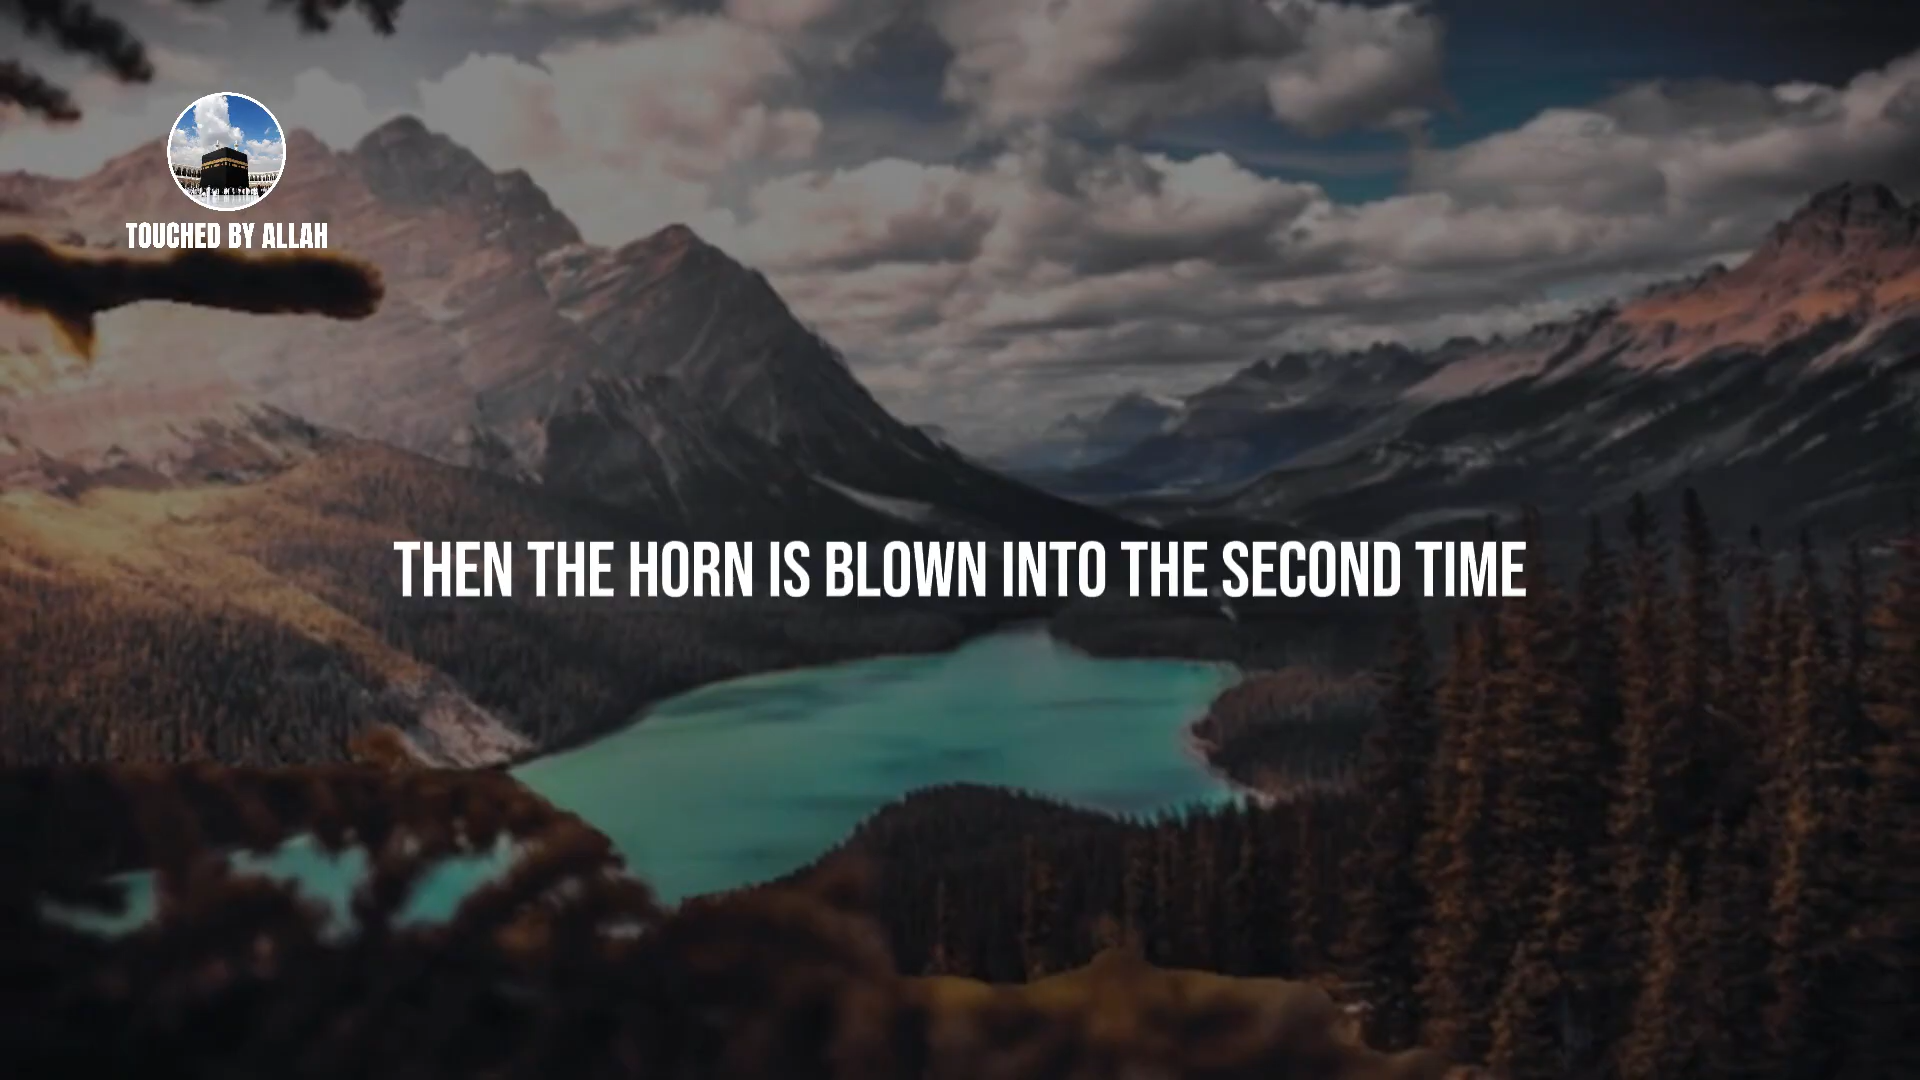 TOUCHED BY ALLAH
THEN THE HORN IS BLOWN INTO THE SECOND TIME